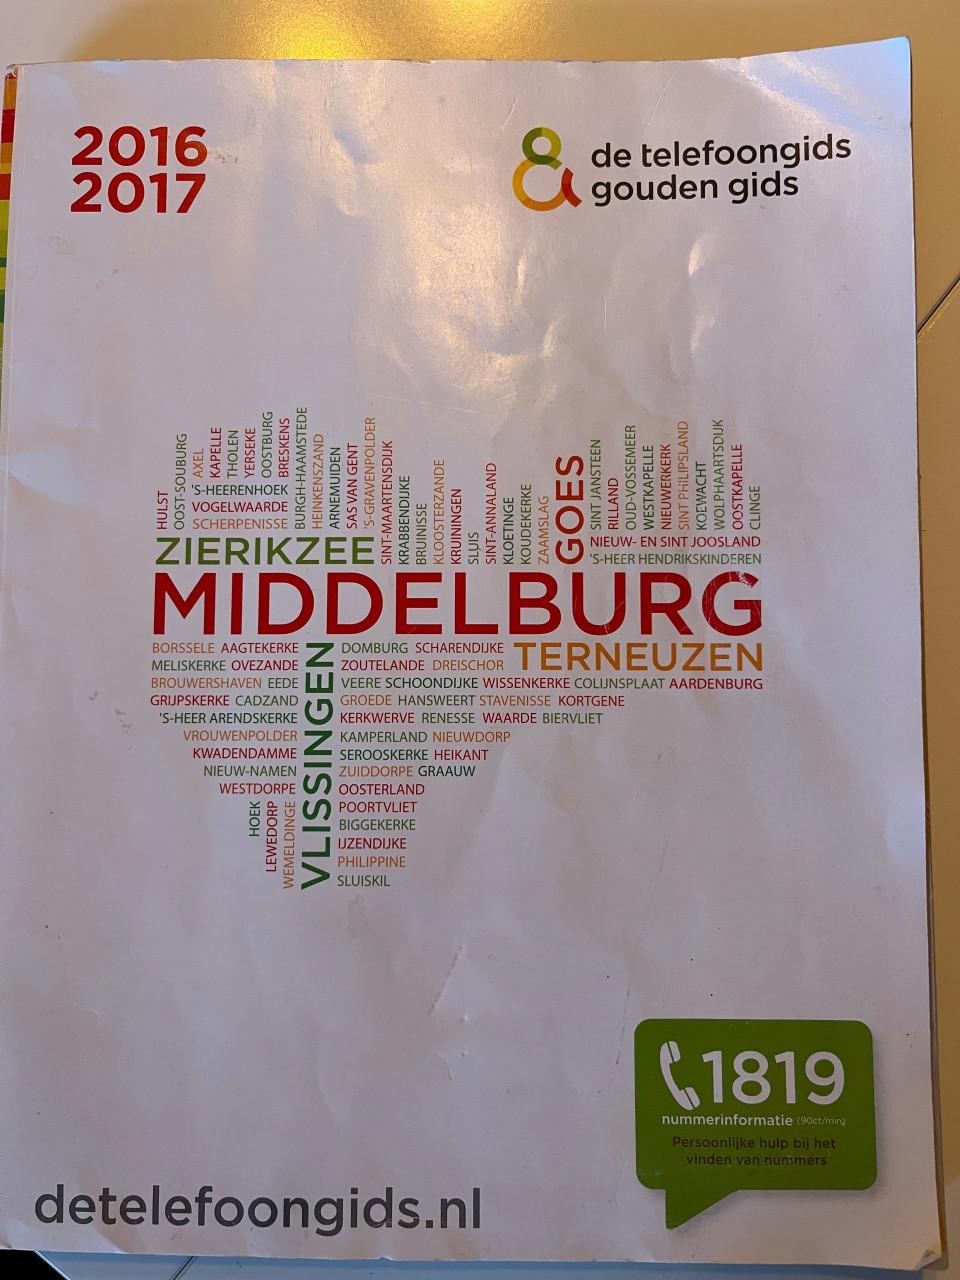 2016
2017
de telefoongids
gouden gids
HULST
OOST-SOUBURG
AXEL
KAPELLE
THOLEN
YERSEKE
OOSTBURG
BRESKENS
'S-HEERENHOEK
VOGELWAARDE
SCHERPENISSE
BURGH-HAAMSTEDE
HEINKENSZAND
ARNEMUIDEN
SAS VAN GENT
'S-GRAVENPOLDER
SINT-MAARTENSDIJK
KRABBENDIJKE
BRUINISSE
KLOOSTERZANDE
KRUININGEN
SLUIS
SINT-ANNALAND
KLOETINGE
KOUDEKERKE
ZAAMSLAG
GOES
SINT JANSTEEN
RILLAND
OUD-VOSSEMEER
WESTKAPELLE
NIEUWERKERK
SINT PHILIPSLAND
KOEWACHT
WOLPHAARTSDIJK
OOSTKAPELLE
CLINGE
NIEUW- EN SINT JOOSLAND
'S-HEER HENDRIKSKINDEREN
ZIERIKZEE
MIDDELBURG
BORSSELE AAGTEKERKE
MELISKERKE OVEZANDE
BROUWERSHAVEN EEDE
GRIJPSKERKE CADZAND
'S-HEER ARENDSKERKE
VROUWENPOLDER
KWADENDAMME
NIEUW-NAMEN
WESTDORPE
HOEK
LEWEDORP
WEMELDINGE
VLISSINGEN
DOMBURG SCHARENDIJKE
ZOUTELANDE DREISCHOR
TERNEUZEN
VEERE SCHOONDIJKE WISSENKERKE COLIJNSPLAAT AARDENBURG
GROEDE HANSWEERT STAVENISSE KORTGENE
KERKWERVE RENESSE WAARDE BIERVLIET
KAMPERLAND NIEUWDORP
SEROOSKERKE HEIKANT
ZUIDDORPE GRAAUW
OOSTERLAND
POORTVLIET
BIGGEKERKE
IJZENDIJKE
PHILIPPINE
SLUISKIL
1819
nummerinformatie (90ct/min)
Persoonlijke hulp bij het
vinden van nummers
detelefoongids.nl